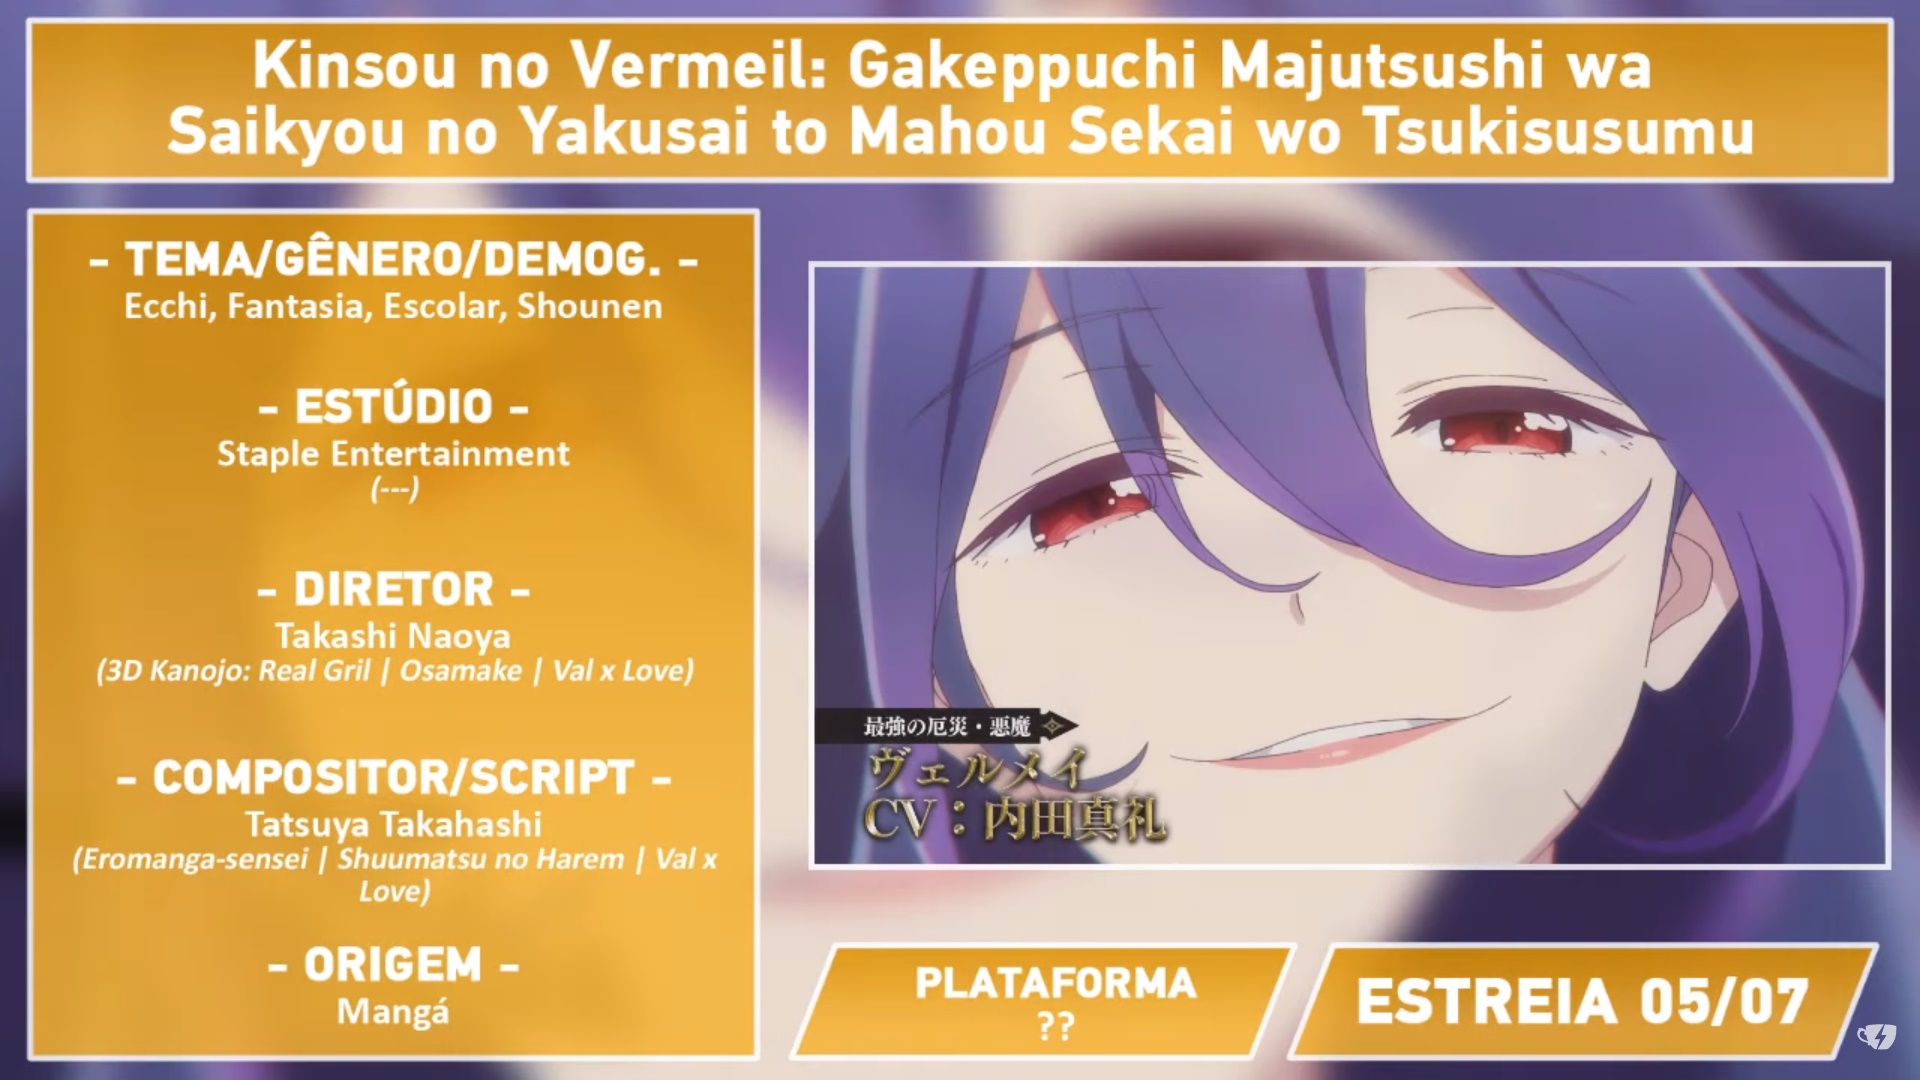 Kinsou no Vermeil: Gakeppuchi Majutsushi wa
Saikyou no Yakusai to Mahou Sekai wo Tsukisusumu
- TEMA/GÊNERO/DEMOG. -
Ecchi, Fantasia, Escolar, Shounen
- ESTÚDIO -
Staple Entertainment
(---)
- DIRETOR -
Takashi Naoya
(3D Kanojo: Real Gril | Osamake | Val x Love)
- COMPOSITOR/SCRIPT -
Tatsuya Takahashi
(Eromanga-sensei | Shuumatsu no Harem | Val x
Love)
- ORIGEM -
Mangá
最強の厄災・悪魔
ヴェルメイ
CV：内田真礼
PLATAFORMA
??
ESTREIA 05/07